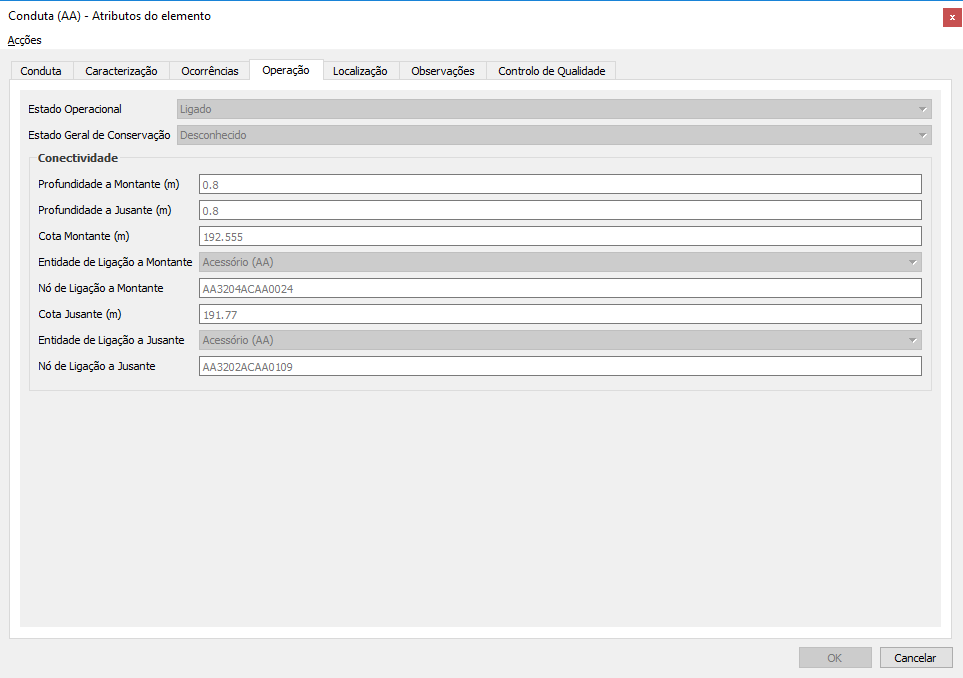 Conduta (AA) - Atributos do elemento
x
Acções
Conduta Caracterização Ocorrências Operação Localização Observações Controlo de Qualidade
Estado Operacional Ligado
Estado Geral de Conservação Desconhecido
Conectividade
Profundidade a Montante (m) 0.8
Profundidade a Jusante (m) 0.8
Cota Montante (m) 192.555
Entidade de Ligação a Montante Acessório (AA)
Nó de Ligação a Montante AA3204ACAA0024
Cota Jusante (m) 191.77
Entidade de Ligação a Jusante Acessório (AA)
Nó de Ligação a Jusante AA3202ACAA0109
OK Cancelar